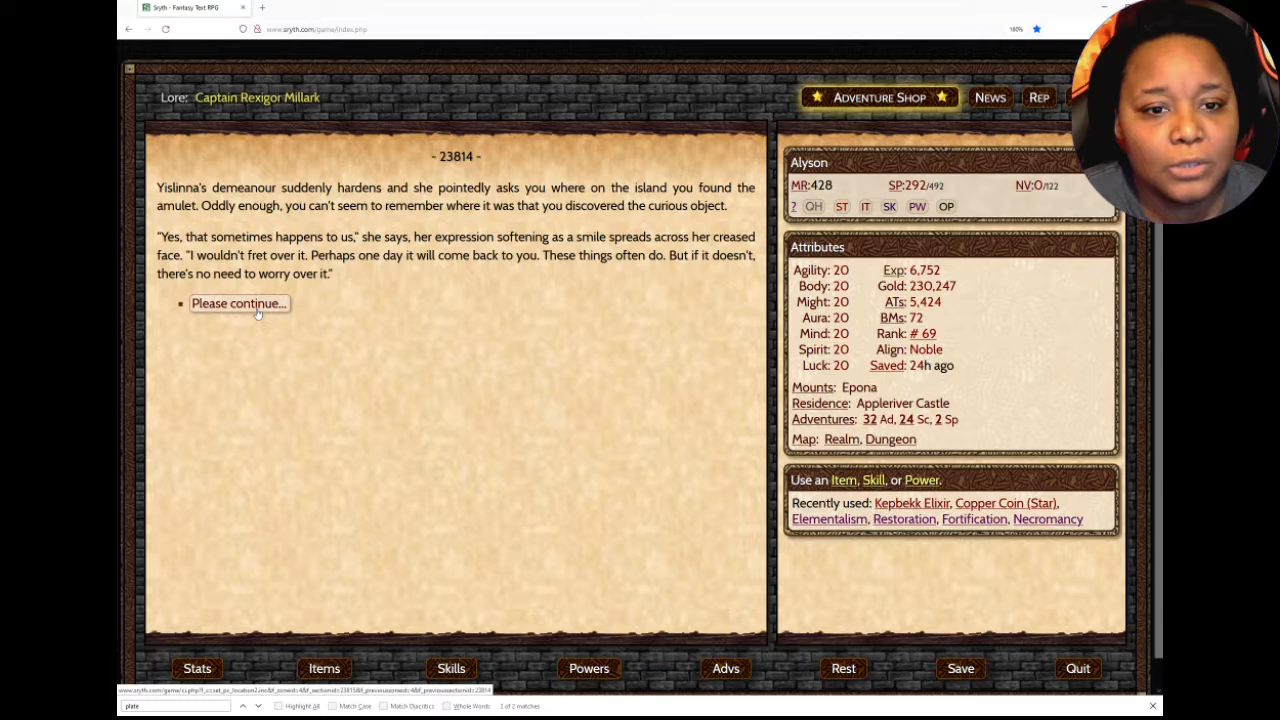 Sryth - Fantasy Text RPG
www.sryth.com/game/index.php
180%
Lore: Captain Rexigor Millark
ADVENTURE SHOP
NEWS
REP
- 23814 -
Yislinna's demeanour suddenly hardens and she pointedly asks you where on the island you found the
amulet. Oddly enough, you can't seem to remember where it was that you discovered the curious object.
"Yes, that sometimes happens to us," she says, her expression softening as a smile spreads across her creased
face. "I wouldn't fret over it. Perhaps one day it will come back to you. These things often do. But if it doesn't,
there's no need to worry over it."
Please continue...
Alyson
MR:428 SP:292/492 NV:0/122
? QH ST IT SK PW OP
Attributes
Agility: 20 Exp: 6,752
Body: 20 Gold: 230,247
Might: 20 ATs: 5,424
Aura: 20 BMs: 72
Mind: 20 Rank: # 69
Spirit: 20 Align: Noble
Luck: 20 Saved: 24h ago
Mounts: Epona
Residence: Appleriver Castle
Adventures: 32 Ad, 24 Sc, 2 Sp
Map: Realm, Dungeon
Use an Item, Skill, or Power.
Recently used: Kepbekk Elixir, Copper Coin (Star),
Elementalism, Restoration, Fortification, Necromancy
Stats Items Skills Powers Advs Rest Save Quit
plate Highlight All Match Case Match Diacritics Whole Words 2 of 2 matches